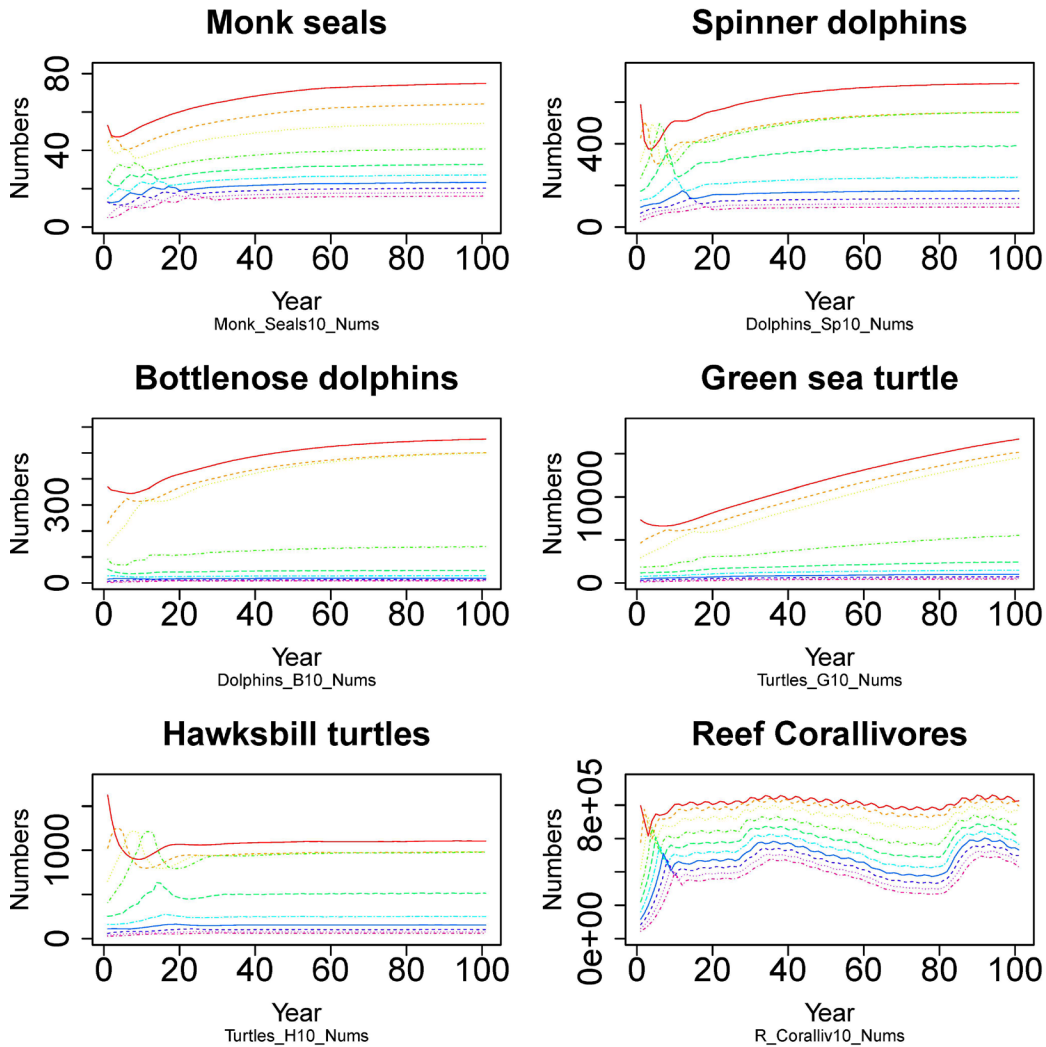 Monk seals
Numbers
0 40 80
0 20 40 60 80 100
Year
Monk_Seals10_Nums
Spinner dolphins
Numbers
0 400
0 20 40 60 80 100
Year
Dolphins_Sp10_Nums
Bottlenose dolphins
Numbers
0 300
0 20 40 60 80 100
Year
Dolphins_B10_Nums
Green sea turtle
Numbers
0 10000
0 20 40 60 80 100
Year
Turtles_G10_Nums
Hawksbill turtles
Numbers
0 1000
0 20 40 60 80 100
Year
Turtles_H10_Nums
Reef Corallivores
Numbers
0e+00 8e+05
0 20 40 60 80 100
Year
R_Coralliv10_Nums